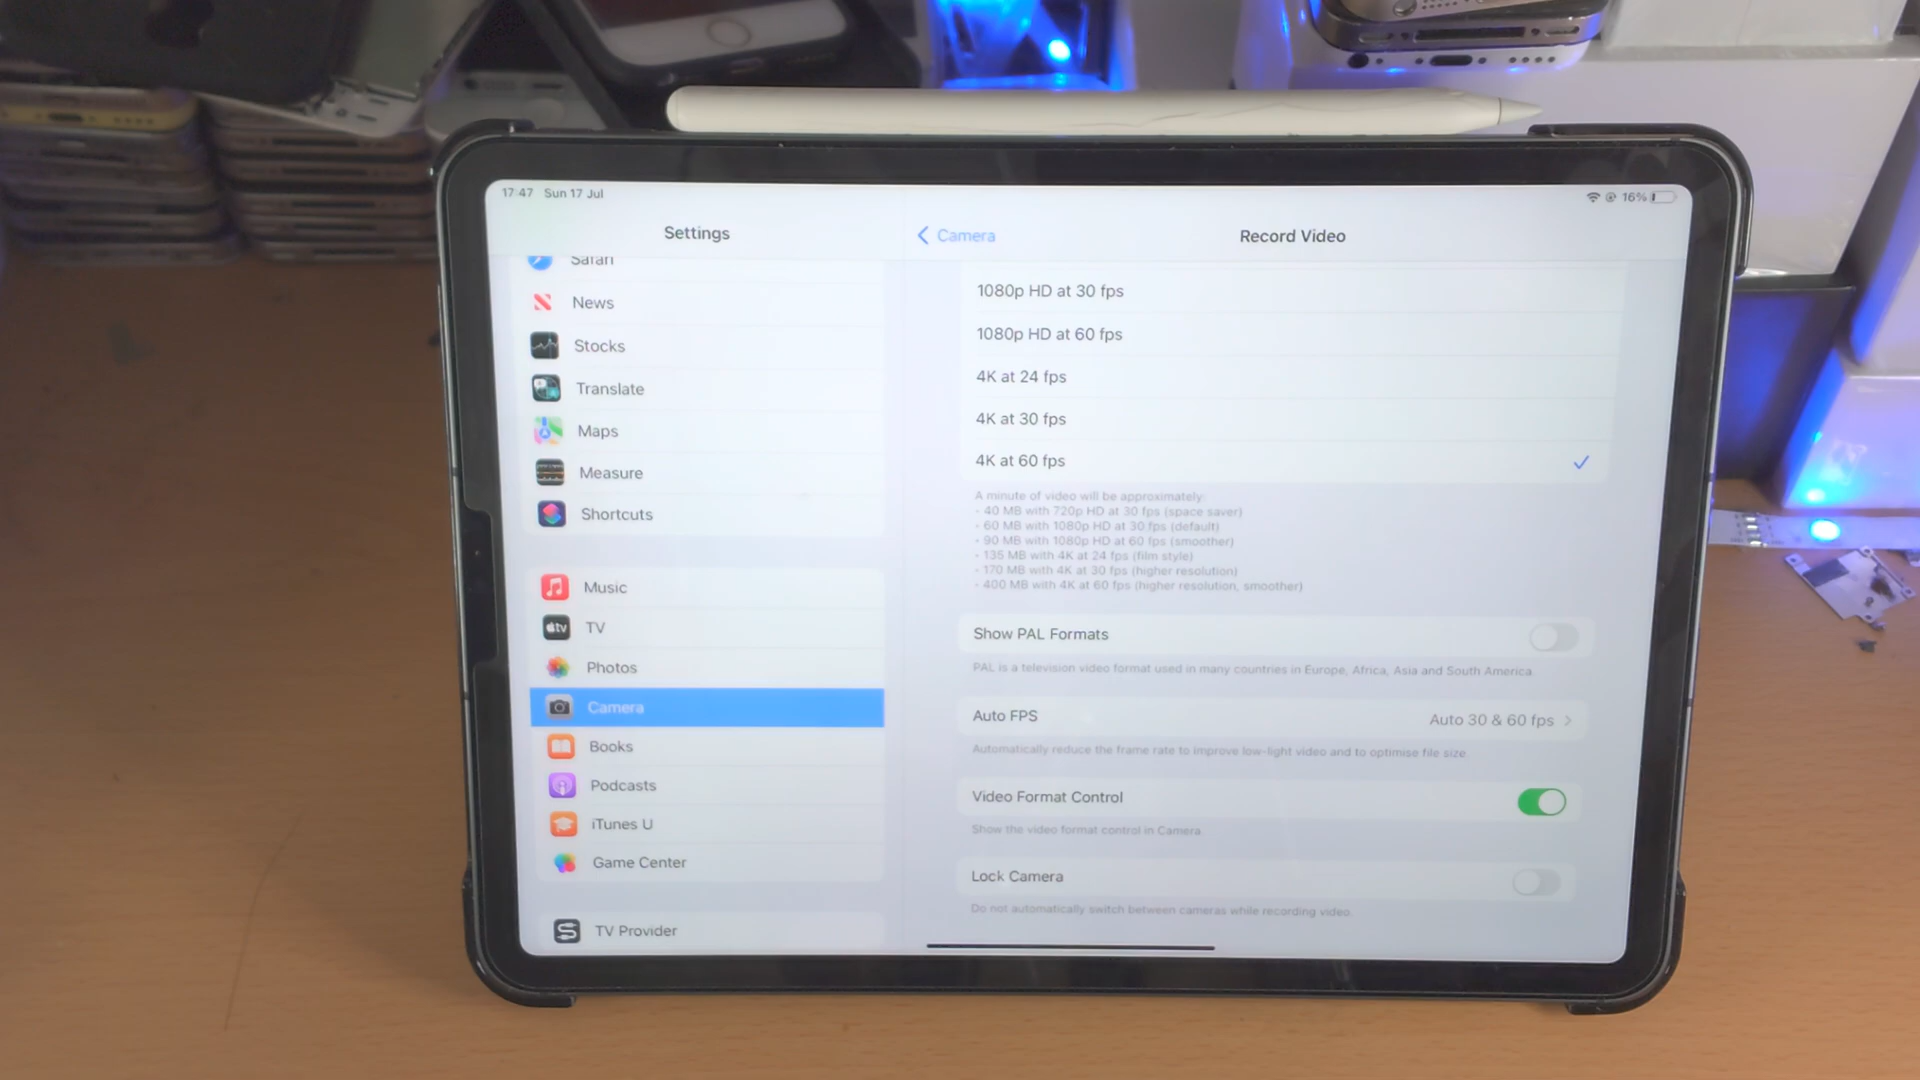 17:47 Sun 17 Jul
16%
Settings
Safari
News
Stocks
Translate
Maps
Measure
Shortcuts
Music
tv TV
Photos
Camera
Books
Podcasts
iTunes U
Game Center
TV Provider
Camera
Record Video
1080p HD at 30 fps
1080p HD at 60 fps
4K at 24 fps
4K at 30 fps
4K at 60 fps
A minute of video will be approximately:
- 40 MB with 720p HD at 30 fps (space saver)
- 60 MB with 1080p HD at 30 fps (default)
- 90 MB with 1080p HD at 60 fps (smoother)
- 135 MB with 4K at 24 fps (film style)
- 170 MB with 4K at 30 fps (higher resolution)
- 400 MB with 4K at 60 fps (higher resolution, smoother)
Show PAL Formats
PAL is a television video format used in many countries in Europe, Africa, Asia and South America.
Auto FPS
Auto 30 & 60 fps
Automatically reduce the frame rate to improve low-light video and to optimise file size.
Video Format Control
Show the video format control in Camera.
Lock Camera
Do not automatically switch between cameras while recording video.